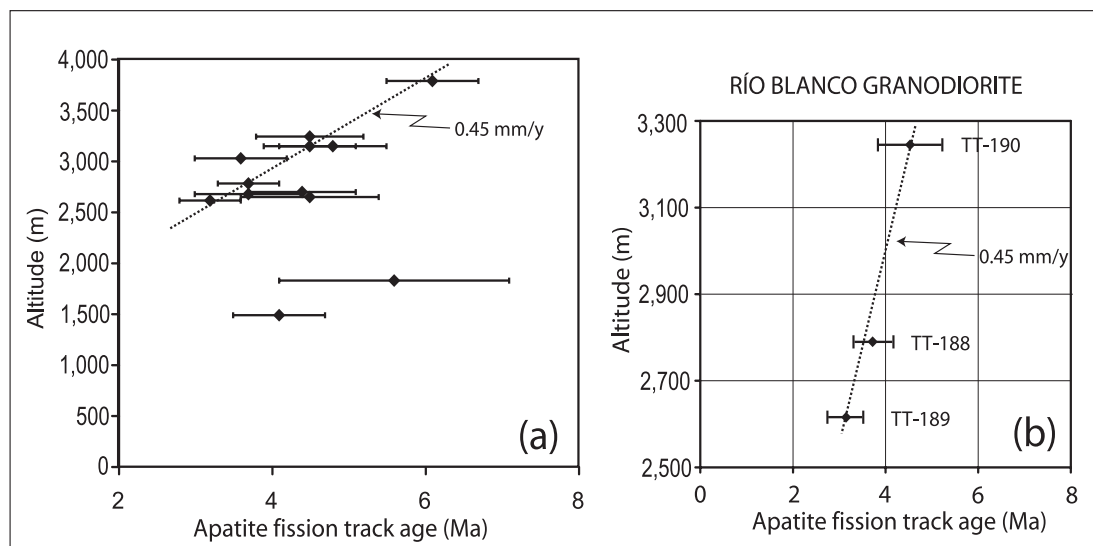 4,000
3,500
3,000
2,500
2,000
1,500
1,000
500
0
Altitude (m)
0.45 mm/y
(a)
2 4 6 8
Apatite fission track age (Ma)
RÍO BLANCO GRANODIORITE
3,300
3,100
2,900
2,700
2,500
Altitude (m)
TT-190
0.45 mm/y
TT-188
TT-189
(b)
0 2 4 6 8
Apatite fission track age (Ma)